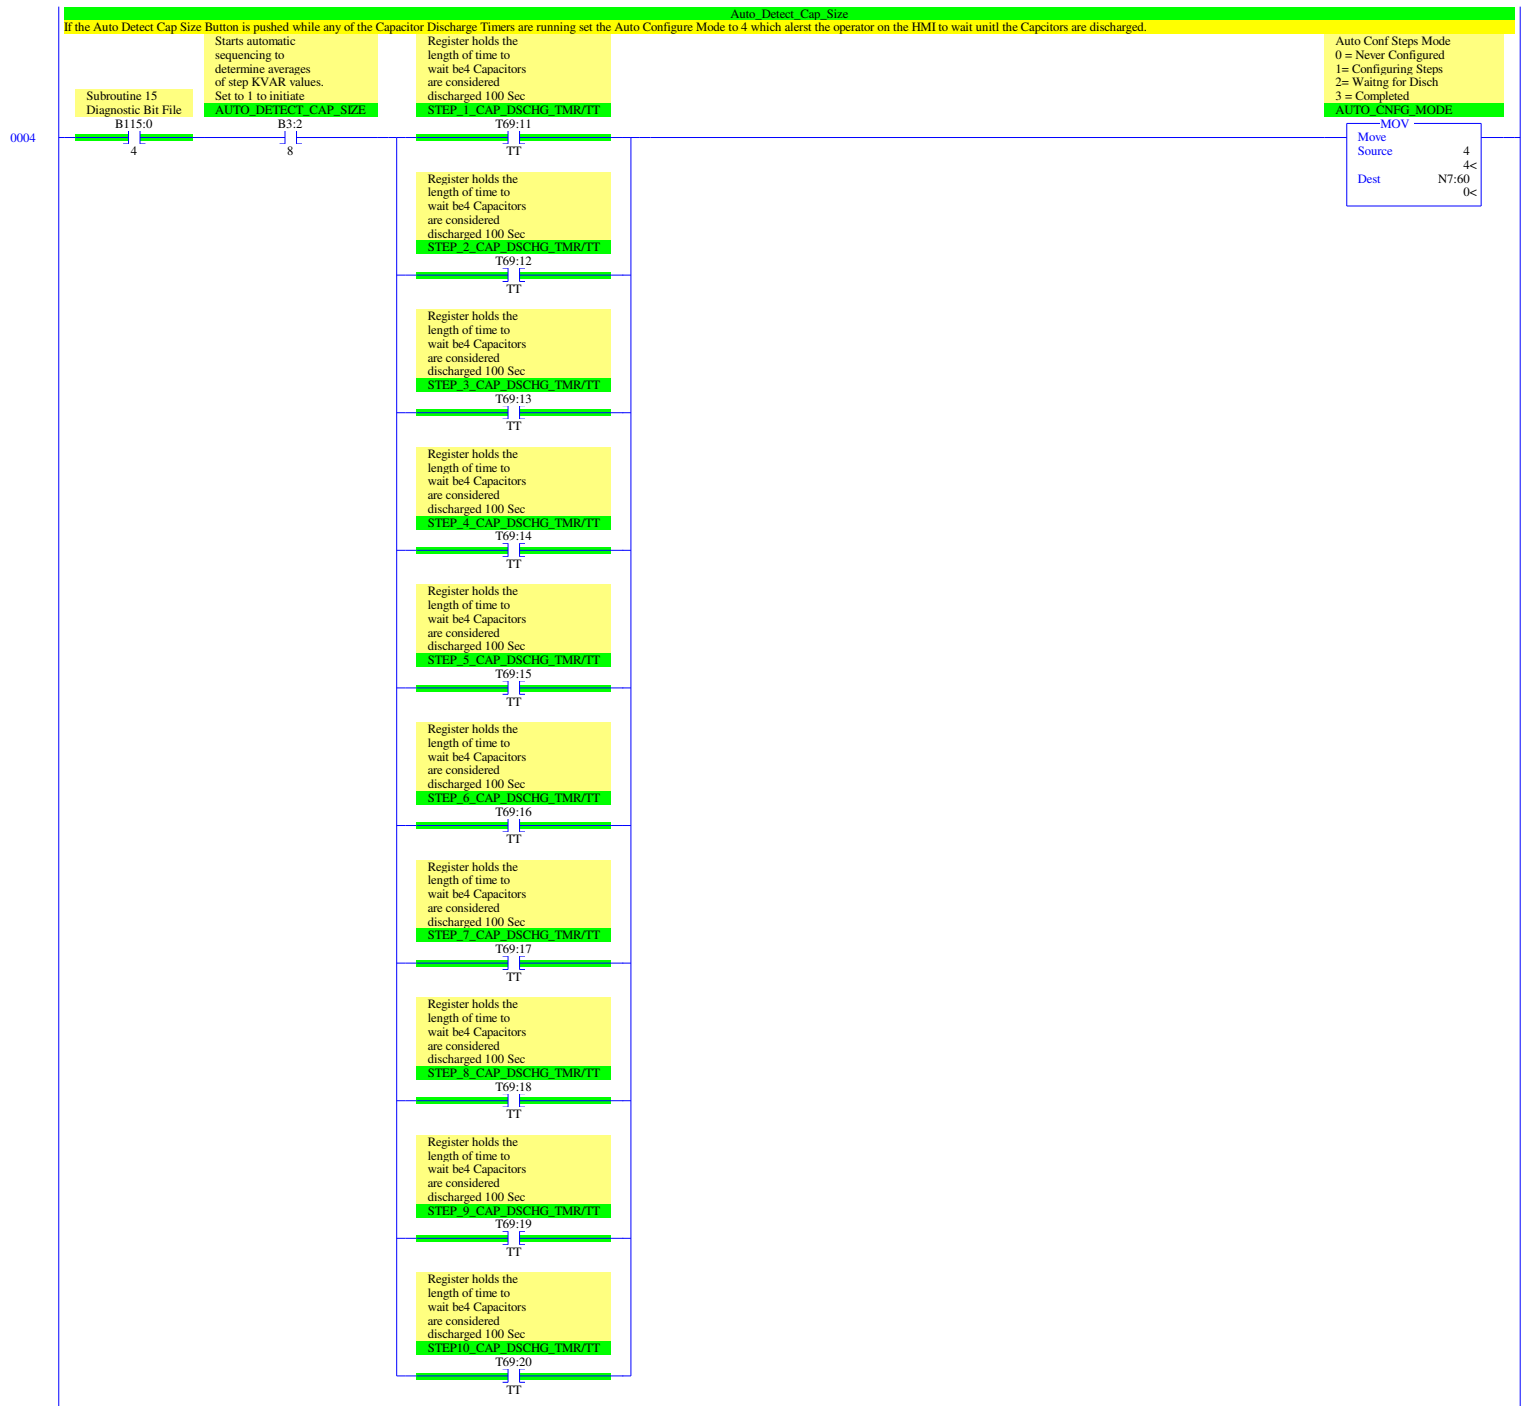 Auto_Detect_Cap_Size
If the Auto Detect Cap Size Button is pushed while any of the Capacitor Discharge Timers are running set the Auto Configure Mode to 4 which alerst the operator on the HMI to wait unitl the Capcitors are discharged.
0004
Subroutine 15
Diagnostic Bit File
B115:0
4
Starts automatic
sequencing to
determine averages
of step KVAR values.
Set to 1 to initiate
AUTO_DETECT_CAP_SIZE
B3:2
8
Register holds the
length of time to
wait be4 Capacitors
are considered
discharged 100 Sec
STEP_1_CAP_DSCHG_TMR/TT
T69:11
TT
Auto Conf Steps Mode
0 = Never Configured
1= Configuring Steps
2= Waitng for Disch
3 = Completed
AUTO_CNFG_MODE
MOV
Move
Source 4
4<
Dest N7:60
0<
Register holds the
length of time to
wait be4 Capacitors
are considered
discharged 100 Sec
STEP_2_CAP_DSCHG_TMR/TT
T69:12
TT
Register holds the
length of time to
wait be4 Capacitors
are considered
discharged 100 Sec
STEP_3_CAP_DSCHG_TMR/TT
T69:13
TT
Register holds the
length of time to
wait be4 Capacitors
are considered
discharged 100 Sec
STEP_4_CAP_DSCHG_TMR/TT
T69:14
TT
Register holds the
length of time to
wait be4 Capacitors
are considered
discharged 100 Sec
STEP_5_CAP_DSCHG_TMR/TT
T69:15
TT
Register holds the
length of time to
wait be4 Capacitors
are considered
discharged 100 Sec
STEP_6_CAP_DSCHG_TMR/TT
T69:16
TT
Register holds the
length of time to
wait be4 Capacitors
are considered
discharged 100 Sec
STEP_7_CAP_DSCHG_TMR/TT
T69:17
TT
Register holds the
length of time to
wait be4 Capacitors
are considered
discharged 100 Sec
STEP_8_CAP_DSCHG_TMR/TT
T69:18
TT
Register holds the
length of time to
wait be4 Capacitors
are considered
discharged 100 Sec
STEP_9_CAP_DSCHG_TMR/TT
T69:19
TT
Register holds the
length of time to
wait be4 Capacitors
are considered
discharged 100 Sec
STEP10_CAP_DSCHG_TMR/TT
T69:20
TT